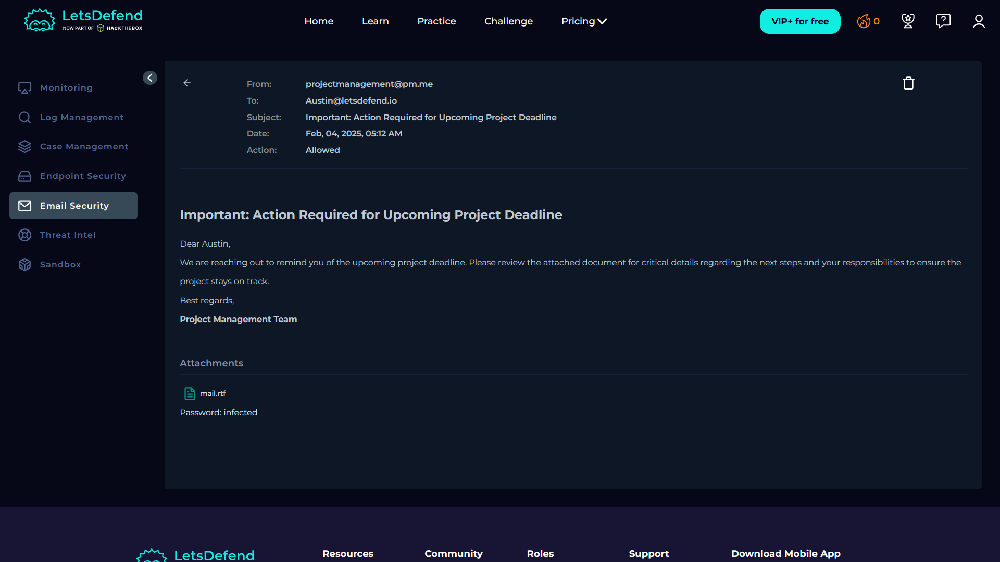 LetsDefend
NOW PART OF HACKTHEBOX
Home
Learn
Practice
Challenge
Pricing
VIP+ for free
0
Monitoring
Log Management
Case Management
Endpoint Security
Email Security
Threat Intel
Sandbox
From: projectmanagement@pm.me
To: Austin@letsdefend.io
Subject: Important: Action Required for Upcoming Project Deadline
Date: Feb, 04, 2025, 05:12 AM
Action: Allowed
Important: Action Required for Upcoming Project Deadline
Dear Austin,
We are reaching out to remind you of the upcoming project deadline. Please review the attached document for critical details regarding the next steps and your responsibilities to ensure the
project stays on track.
Best regards,
Project Management Team
Attachments
mail.rtf
Password: infected
LetsDefend
Resources
Community
Roles
Support
Download Mobile App